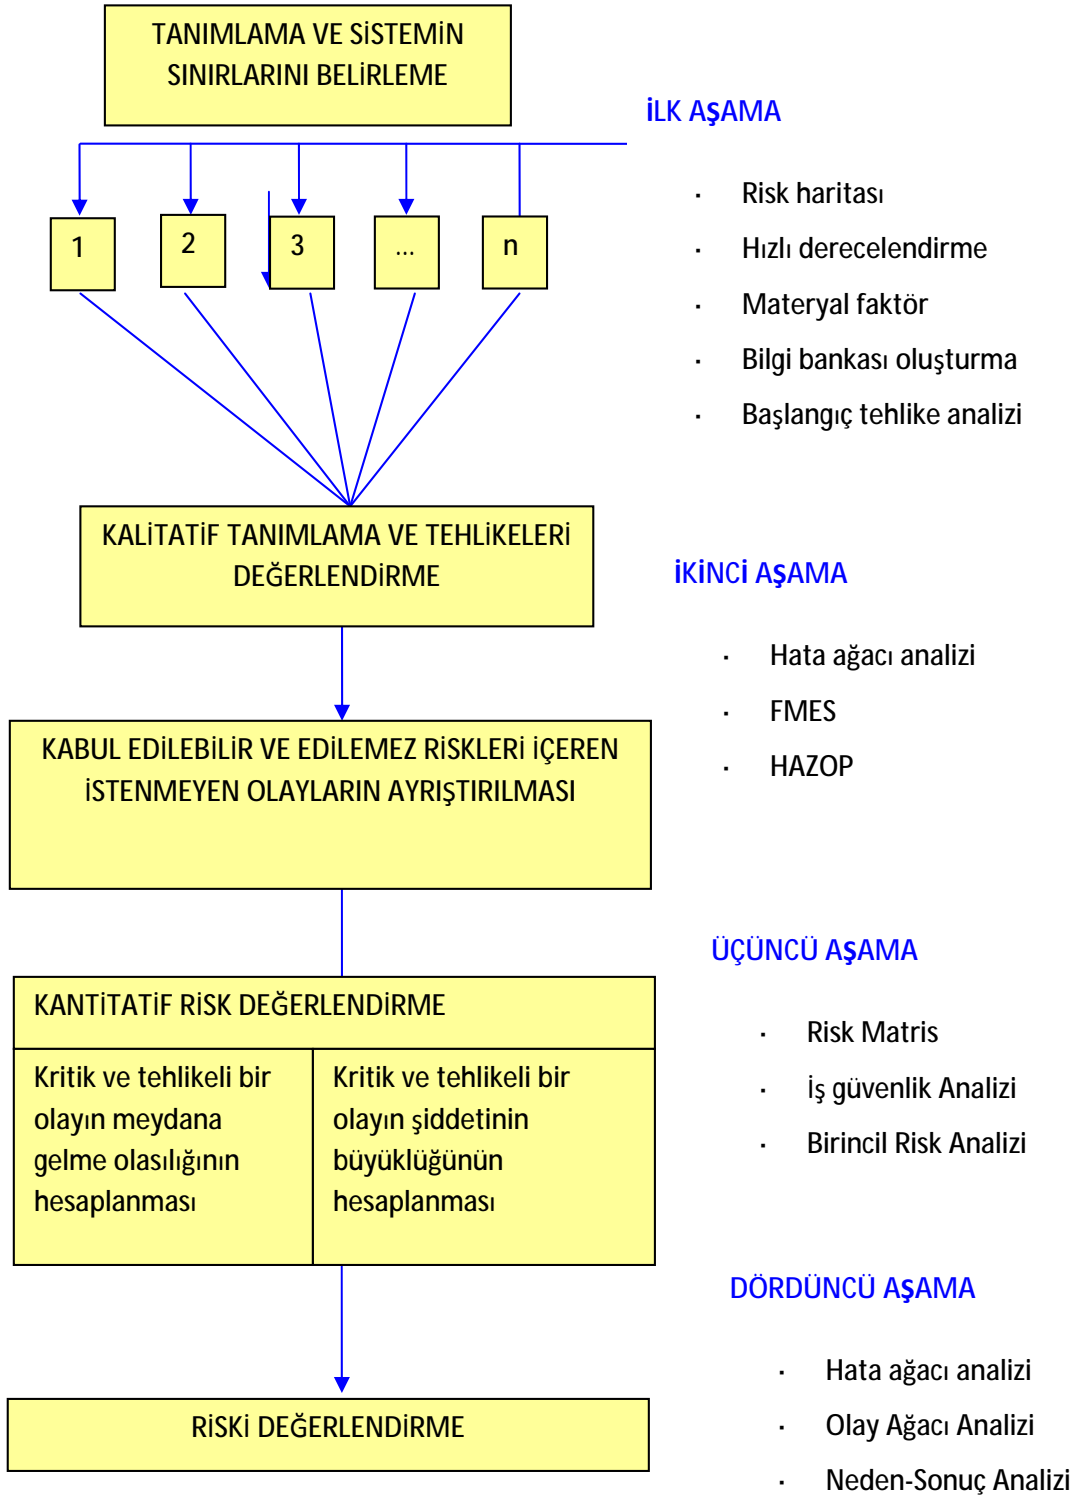 TANIMLAMA VE SİSTEMİN
SINIRLARINI BELİRLEME
İLK AŞAMA
1
2
3
...
n
· Risk haritası
· Hızlı derecelendirme
· Materyal faktör
· Bilgi bankası oluşturma
· Başlangıç tehlike analizi
KALİTATİF TANIMLAMA VE TEHLİKELERİ
DEĞERLENDİRME
İKİNCİ AŞAMA
· Hata ağacı analizi
· FMES
· HAZOP
KABUL EDİLEBİLİR VE EDİLEMEZ RİSKLERİ İÇEREN
İSTENMEYEN OLAYLARIN AYRIŞTIRILMASI
ÜÇÜNCÜ AŞAMA
· Risk Matris
· İş güvenlik Analizi
· Birincil Risk Analizi
KANTİTATİF RİSK DEĞERLENDİRME
Kritik ve tehlikeli bir
olayın meydana
gelme olasılığının
hesaplanması
Kritik ve tehlikeli bir
olayın şiddetinin
büyüklüğünün
hesaplanması
DÖRDÜNCÜ AŞAMA
· Hata ağacı analizi
· Olay Ağacı Analizi
· Neden-Sonuç Analizi
RİSKİ DEĞERLENDİRME